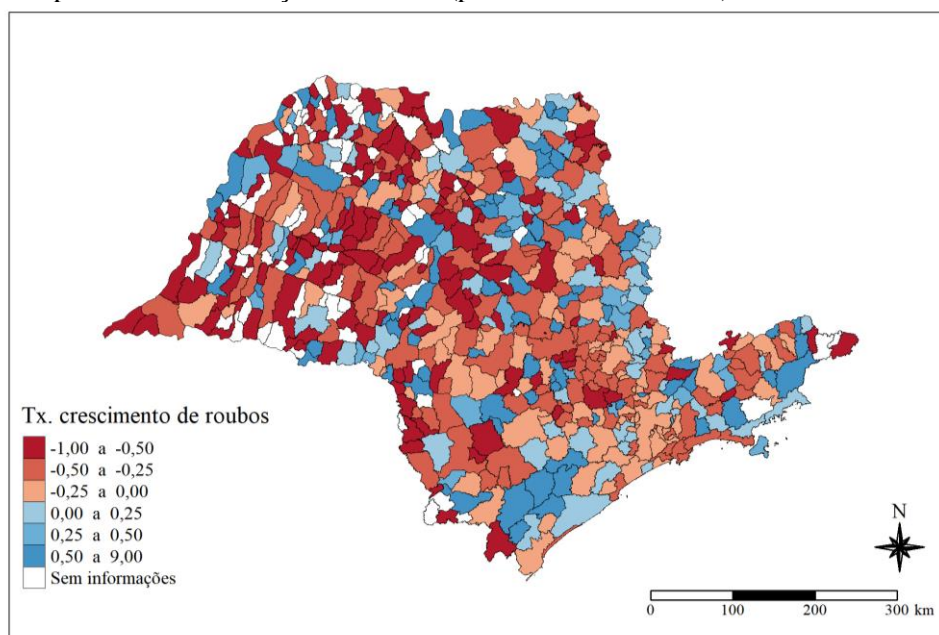 Tx. crescimento de roubos
-1,00 a -0,50
-0,50 a -0,25
-0,25 a 0,00
0,00 a 0,25
0,25 a 0,50
0,50 a 9,00
Sem informações
N
0 100 200 300 km